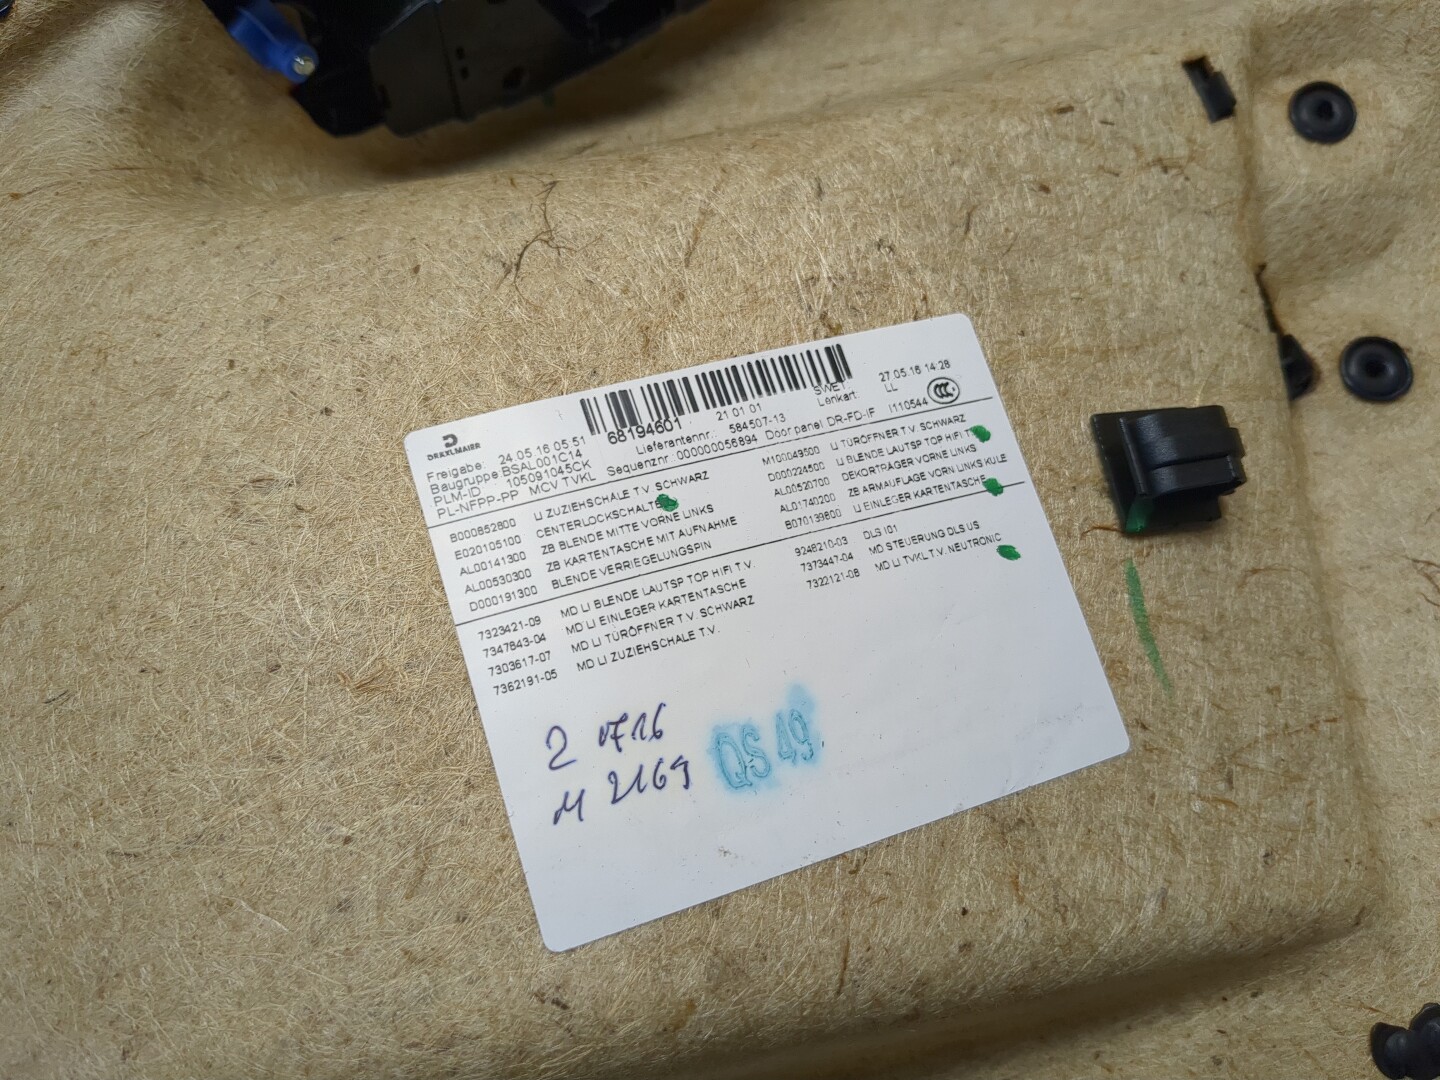 DRÄXLMAIER
Freigabe: 24.05.16 05:51
Baugruppe BSAL001C14
PLM-ID 105091045CK
PL-NFPP-PP MCV TVKL
68194601 21 01 01
Lieferantennr.: 584507-13
Sequenznr: 000000056894 Door panel DR-FD-IF I110544
SWET
Lenkart: LL
27.05.16 14:28
CCC
B000852800 LI ZUZIEHSCHALE T.V. SCHWARZ
E020105100 CENTERLOCKSCHALTER
AL00141300 ZB BLENDE MITTE VORNE LINKS
AL00530300 ZB KARTENTASCHE MIT AUFNAHME
D000191300 BLENDE VERRIEGELUNGSPIN
M100049500 LI TÜRÖFFNER T.V. SCHWARZ
D000224500 LI BLENDE LAUTSP TOP HIFI T.V.
AL00520700 DEKORTRÄGER VORNE LINKS
AL01740200 ZB ARMAUFLAGE VORN LINKS KULE
B070139800 LI EINLEGER KARTENTASCHE
7323421-09 MD LI BLENDE LAUTSP TOP HIFI T.V.
7347843-04 MD LI EINLEGER KARTENTASCHE
7303617-07 MD LI TÜRÖFFNER T.V. SCHWARZ
7362191-05 MD LI ZUZIEHSCHALE T.V.
9248210-03 DLS I01
7373447-04 MD STEUERUNG DLS US
7322121-08 MD LI TVKL T.V. NEUTRONIC
2 1716
M 2169
QS 49